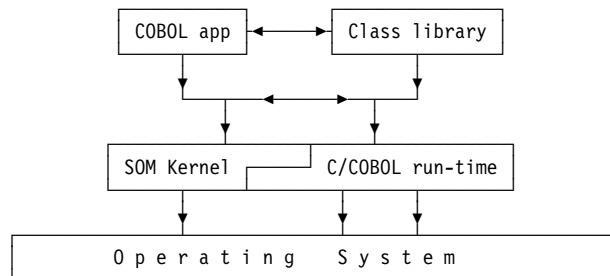 COBOL app Class library
SOM Kernel C/COBOL run-time
O p e r a t i n g S y s t e m